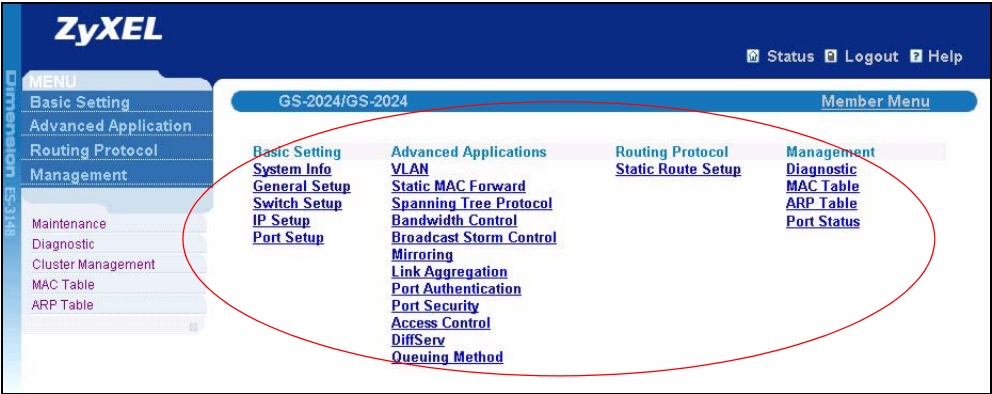 ZyXEL
Status Logout Help
Dimension ES-3148
MENU
Basic Setting
Advanced Application
Routing Protocol
Management
Maintenance
Diagnostic
Cluster Management
MAC Table
ARP Table
GS-2024/GS-2024
Member Menu
Basic Setting
System Info
General Setup
Switch Setup
IP Setup
Port Setup
Advanced Applications
VLAN
Static MAC Forward
Spanning Tree Protocol
Bandwidth Control
Broadcast Storm Control
Mirroring
Link Aggregation
Port Authentication
Port Security
Access Control
DiffServ
Queuing Method
Routing Protocol
Static Route Setup
Management
Diagnostic
MAC Table
ARP Table
Port Status